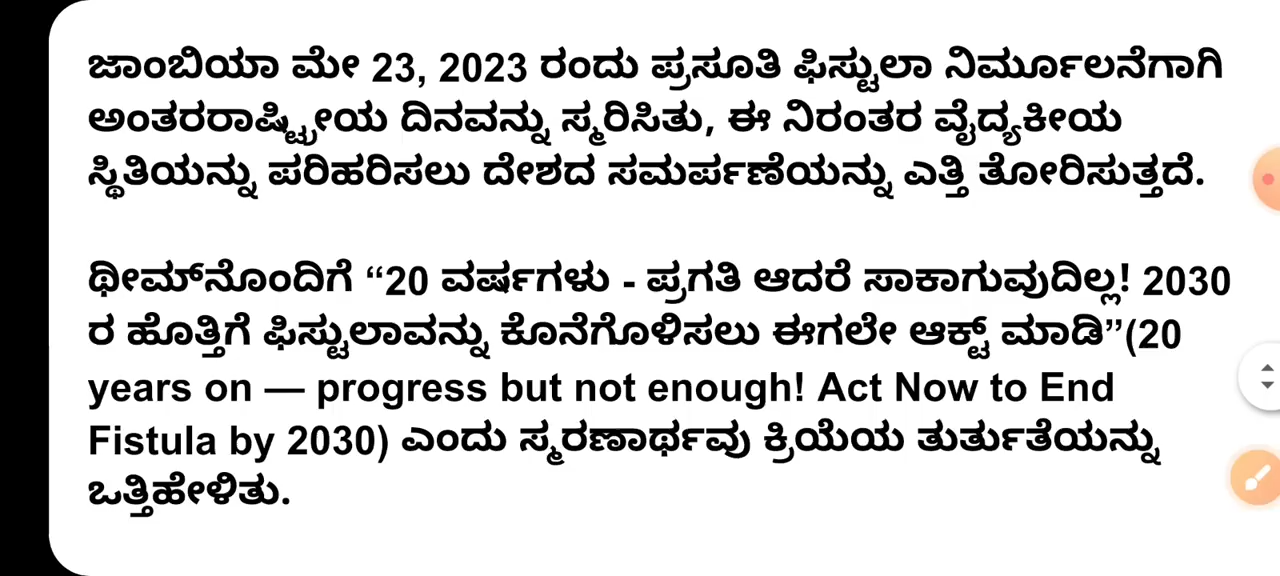 ಜಾಂಬಿಯಾ ಮೇ 23, 2023 ರಂದು ಪ್ರಸೂತಿ ಫಿಸ್ಟುಲಾ ನಿರ್ಮೂಲನೆಗಾಗಿ
ಅಂತರರಾಷ್ಟ್ರೀಯ ದಿನವನ್ನು ಸ್ಮರಿಸಿತು, ಈ ನಿರಂತರ ವೈದ್ಯಕೀಯ
ಸ್ಥಿತಿಯನ್ನು ಪರಿಹರಿಸಲು ದೇಶದ ಸಮರ್ಪಣೆಯನ್ನು ಎತ್ತಿ ತೋರಿಸುತ್ತದೆ.
ಥೀಮ್‌ನೊಂದಿಗೆ “20 ವರ್ಷಗಳು - ಪ್ರಗತಿ ಆದರೆ ಸಾಕಾಗುವುದಿಲ್ಲ! 2030
ರ ಹೊತ್ತಿಗೆ ಫಿಸ್ಟುಲಾವನ್ನು ಕೊನೆಗೊಳಿಸಲು ಈಗಲೇ ಆಕ್ಟ್ ಮಾಡಿ”(20
years on — progress but not enough! Act Now to End
Fistula by 2030) ಎಂದು ಸ್ಮರಣಾರ್ಥವು ಕ್ರಿಯೆಯ ತುರ್ತುತೆಯನ್ನು
ಒತ್ತಿಹೇಳಿತು.